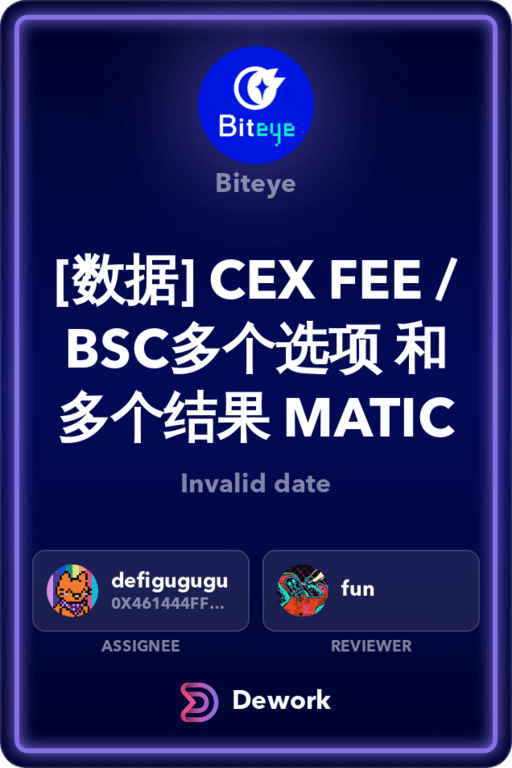 Biteye
Biteye
[数据] CEX FEE /
BSC多个选项 和
多个结果 MATIC
Invalid date
defigugugu
0X461444FF...
fun
ASSIGNEE
REVIEWER
Dework